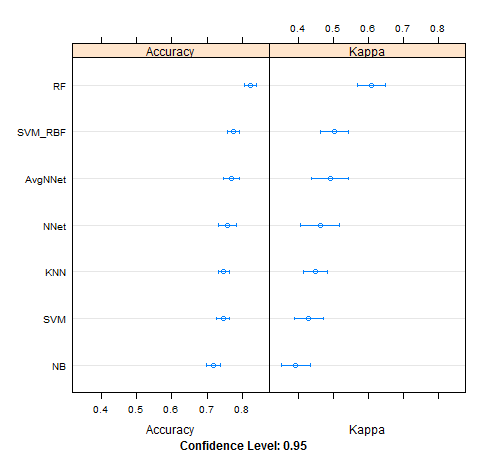 0.4 0.5 0.6 0.7 0.8
Accuracy Kappa
RF
SVM_RBF
AvgNNet
NNet
KNN
SVM
NB
0.4 0.5 0.6 0.7 0.8
Accuracy Kappa
Confidence Level: 0.95